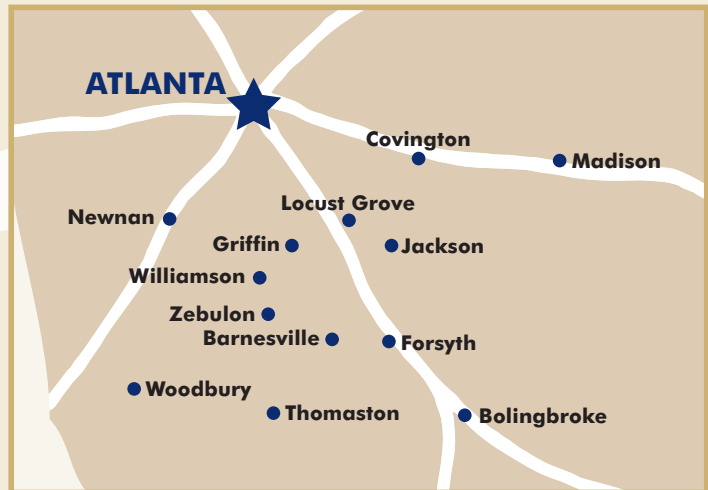 ATLANTA
Covington
Madison
Locust Grove
Newnan
Griffin
Jackson
Williamson
Zebulon
Barnesville
Forsyth
Woodbury
Thomaston
Bolingbroke